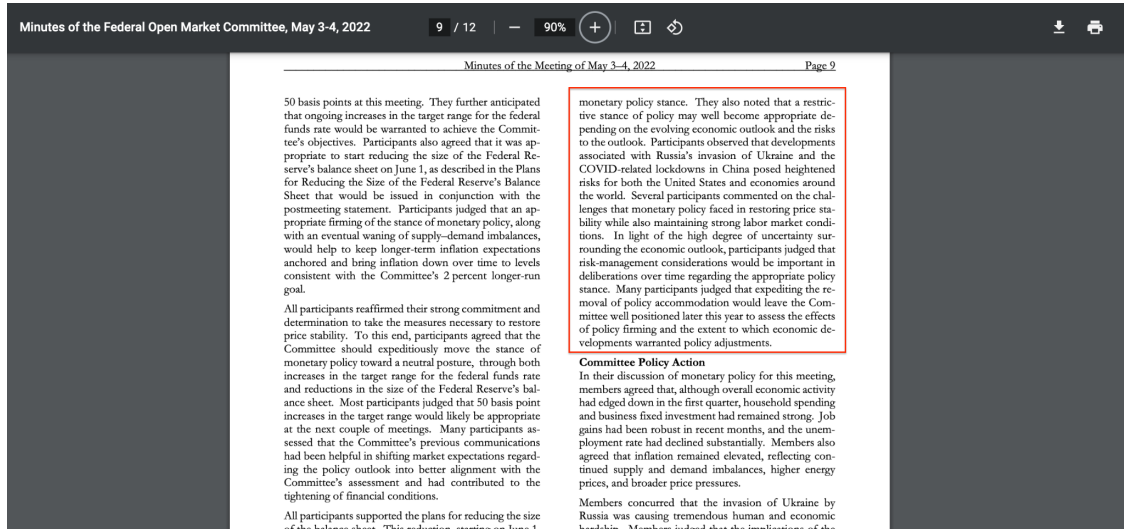 Minutes of the Federal Open Market Committee, May 3-4, 2022
9 / 12
90%
Minutes of the Meeting of May 3–4, 2022
Page 9
50 basis points at this meeting. They further anticipated
that ongoing increases in the target range for the federal
funds rate would be warranted to achieve the Commit-
tee's objectives. Participants also agreed that it was ap-
propriate to start reducing the size of the Federal Re-
serve's balance sheet on June 1, as described in the Plans
for Reducing the Size of the Federal Reserve's Balance
Sheet that would be issued in conjunction with the
postmeeting statement. Participants judged that an ap-
propriate firming of the stance of monetary policy, along
with an eventual waning of supply–demand imbalances,
would help to keep longer-term inflation expectations
anchored and bring inflation down over time to levels
consistent with the Committee's 2 percent longer-run
goal.
All participants reaffirmed their strong commitment and
determination to take the measures necessary to restore
price stability. To this end, participants agreed that the
Committee should expeditiously move the stance of
monetary policy toward a neutral posture, through both
increases in the target range for the federal funds rate
and reductions in the size of the Federal Reserve's bal-
ance sheet. Most participants judged that 50 basis point
increases in the target range would likely be appropriate
at the next couple of meetings. Many participants as-
sessed that the Committee's previous communications
had been helpful in shifting market expectations regard-
ing the policy outlook into better alignment with the
Committee's assessment and had contributed to the
tightening of financial conditions.
All participants supported the plans for reducing the size
of the balance sheet. This reduction, starting on June 1,
monetary policy stance. They also noted that a restric-
tive stance of policy may well become appropriate de-
pending on the evolving economic outlook and the risks
to the outlook. Participants observed that developments
associated with Russia's invasion of Ukraine and the
COVID-related lockdowns in China posed heightened
risks for both the United States and economies around
the world. Several participants commented on the chal-
lenges that monetary policy faced in restoring price sta-
bility while also maintaining strong labor market condi-
tions. In light of the high degree of uncertainty sur-
rounding the economic outlook, participants judged that
risk-management considerations would be important in
deliberations over time regarding the appropriate policy
stance. Many participants judged that expediting the re-
moval of policy accommodation would leave the Com-
mittee well positioned later this year to assess the effects
of policy firming and the extent to which economic de-
velopments warranted policy adjustments.
Committee Policy Action
In their discussion of monetary policy for this meeting,
members agreed that, although overall economic activity
had edged down in the first quarter, household spending
and business fixed investment had remained strong. Job
gains had been robust in recent months, and the unem-
ployment rate had declined substantially. Members also
agreed that inflation remained elevated, reflecting con-
tinued supply and demand imbalances, higher energy
prices, and broader price pressures.
Members concurred that the invasion of Ukraine by
Russia was causing tremendous human and economic
hardship. Members judged that the implications of the